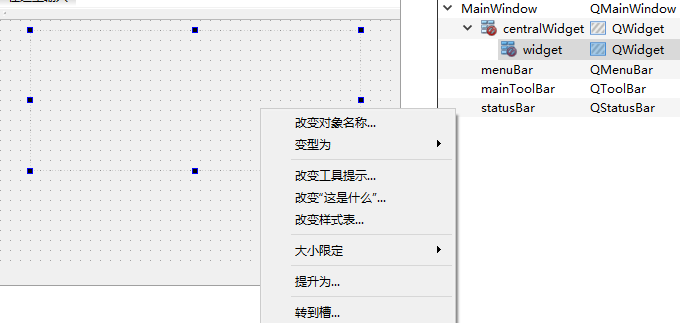 MainWindow QMainWindow
centralWidget QWidget
widget QWidget
menuBar QMenuBar
mainToolBar QToolBar
statusBar QStatusBar
改变对象名称...
变型为
改变工具提示...
改变“这是什么”...
改变样式表...
大小限定
提升为...
转到槽...